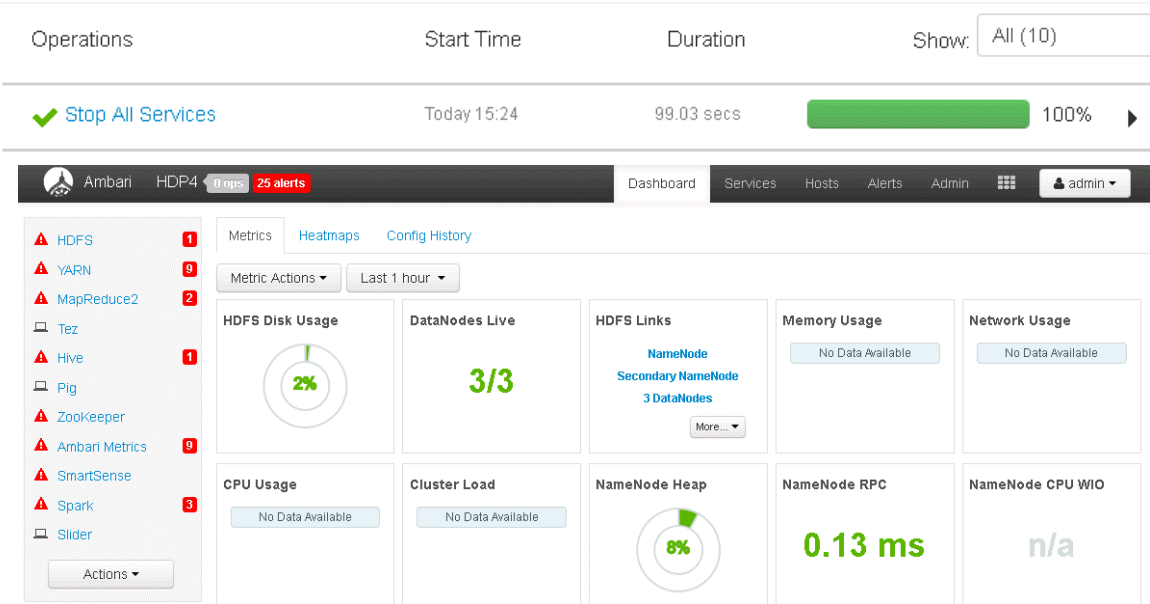 Operations Start Time Duration Show: All (10)
Stop All Services Today 15:24 99.03 secs 100%
Ambari HDP4 0 ops 25 alerts Dashboard Services Hosts Alerts Admin admin
HDFS 1
YARN 9
MapReduce2 2
Tez
Hive 1
Pig
ZooKeeper
Ambari Metrics 9
SmartSense
Spark 3
Slider
Actions
Metrics Heatmaps Config History
Metric Actions Last 1 hour
HDFS Disk Usage
2%
DataNodes Live
3/3
HDFS Links
NameNode
Secondary NameNode
3 DataNodes
More...
Memory Usage
No Data Available
Network Usage
No Data Available
CPU Usage
No Data Available
Cluster Load
No Data Available
NameNode Heap
8%
NameNode RPC
0.13 ms
NameNode CPU WIO
n/a